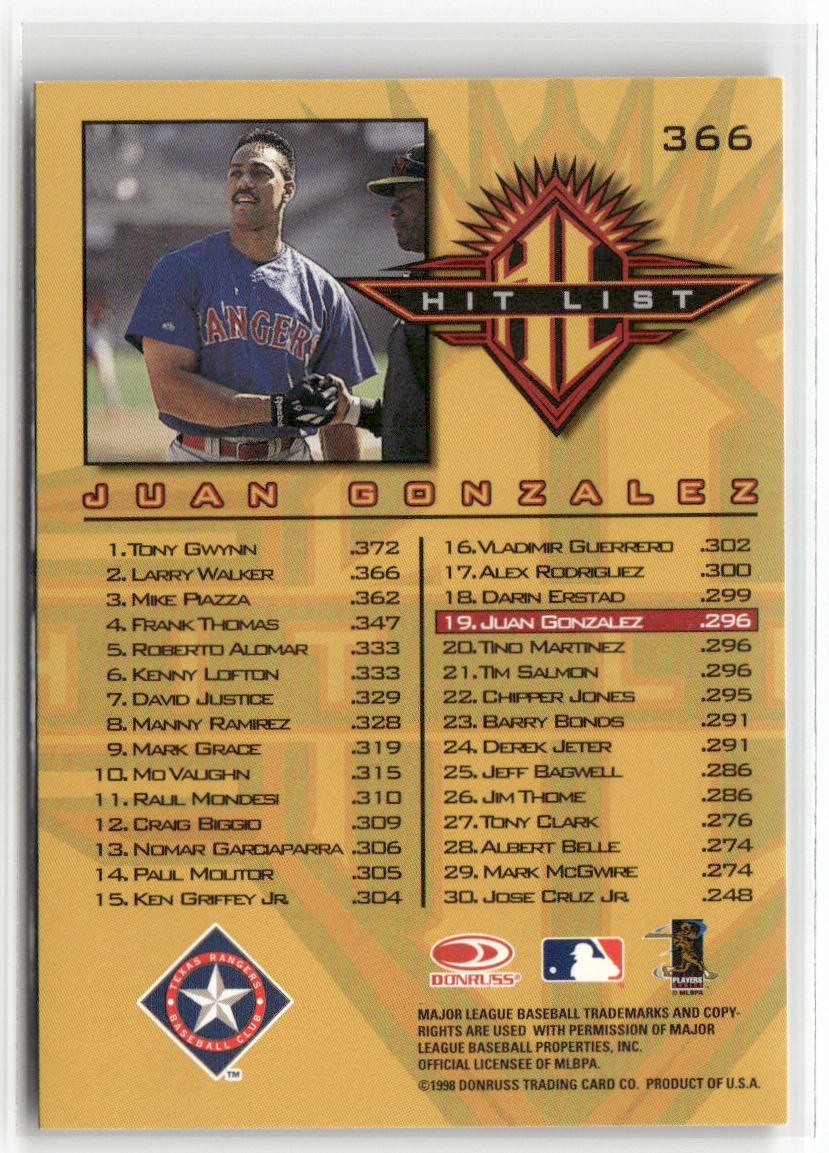 366
HL
HIT LIST
RANGERS
JUAN GONZALEZ
1. TONY GWYNN .372
2. LARRY WALKER .366
3. MIKE PIAZZA .362
4. FRANK THOMAS .347
5. ROBERTO ALOMAR .333
6. KENNY LOFTON .333
7. DAVID JUSTICE .329
8. MANNY RAMIREZ .328
9. MARK GRACE .319
10. MO VAUGHN .315
11. RAUL MONDESI .310
12. CRAIG BIGGIO .309
13. NOMAR GARCIAPARRA .306
14. PAUL MOLITOR .305
15. KEN GRIFFEY JR. .304
16. VLADIMIR GUERRERO .302
17. ALEX RODRIGUEZ .300
18. DARIN ERSTAD .299
19. JUAN GONZALEZ .296
20. TINO MARTINEZ .296
21. TIM SALMON .296
22. CHIPPER JONES .295
23. BARRY BONDS .291
24. DEREK JETER .291
25. JEFF BAGWELL .286
26. JIM THOME .286
27. TONY CLARK .276
28. ALBERT BELLE .274
29. MARK MCGWIRE .274
30. JOSE CRUZ JR. .248
TEXAS RANGERS
BASEBALL CLUB
TM
DONRUSS
PLAYERS
CHOICE
© MLBPA
MAJOR LEAGUE BASEBALL TRADEMARKS AND COPY-
RIGHTS ARE USED WITH PERMISSION OF MAJOR
LEAGUE BASEBALL PROPERTIES, INC.
OFFICIAL LICENSEE OF MLBPA.
©1998 DONRUSS TRADING CARD CO. PRODUCT OF U.S.A.